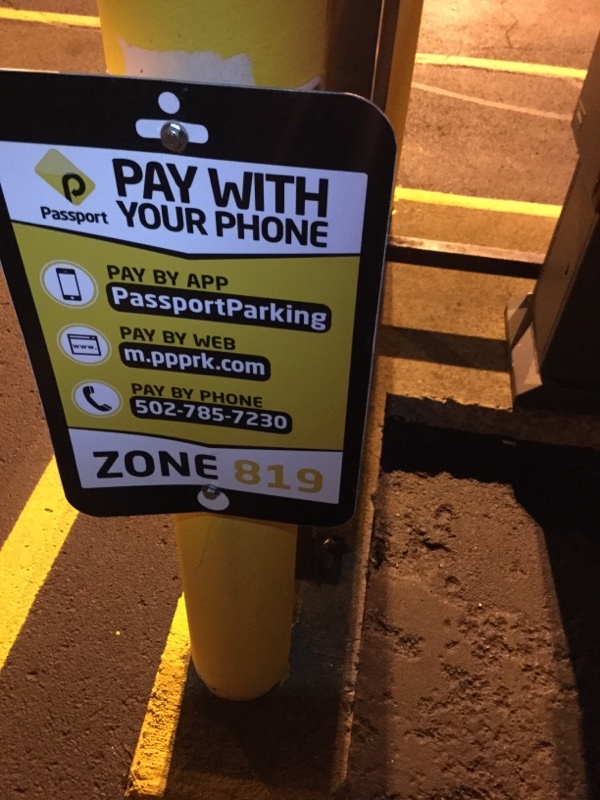 PAY WITH
YOUR PHONE
Passport
PAY BY APP
PassportParking
www.
PAY BY WEB
m.ppprk.com
PAY BY PHONE
502-785-7230
ZONE 819